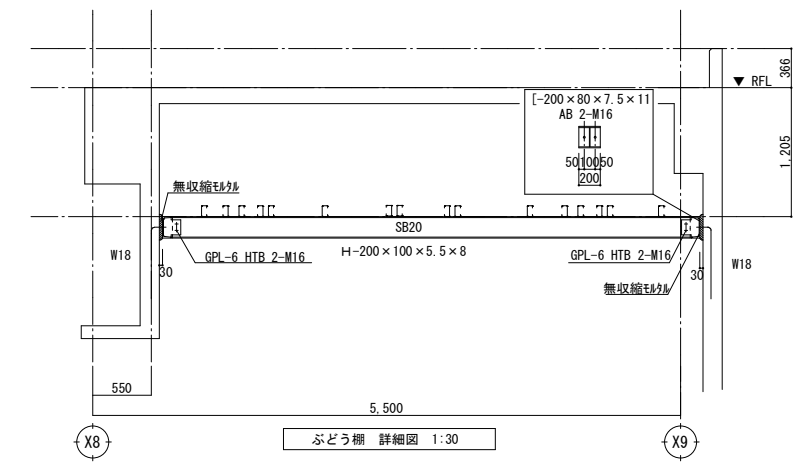 366
▼ RFL
[-200×80×7.5×11
AB 2-M16
5010050
200
1,205
無収縮ﾓﾙﾀﾙ
SB20
W18
GPL-6 HTB 2-M16
H-200×100×5.5×8
GPL-6 HTB 2-M16
W18
30
30
無収縮ﾓﾙﾀﾙ
550
5,500
X8
ぶどう棚 詳細図 1:30
X9